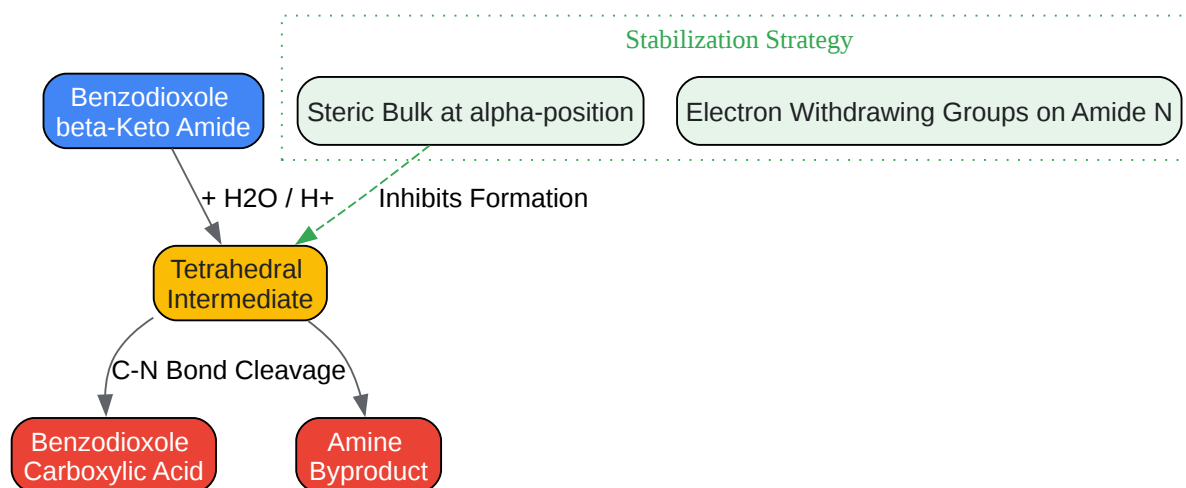 Stabilization Strategy
Benzodioxole
beta-Keto Amide
Steric Bulk at alpha-position
Electron Withdrawing Groups on Amide N
+ H2O / H+
Inhibits Formation
Tetrahedral
Intermediate
C-N Bond Cleavage
Benzodioxole
Carboxylic Acid
Amine
Byproduct